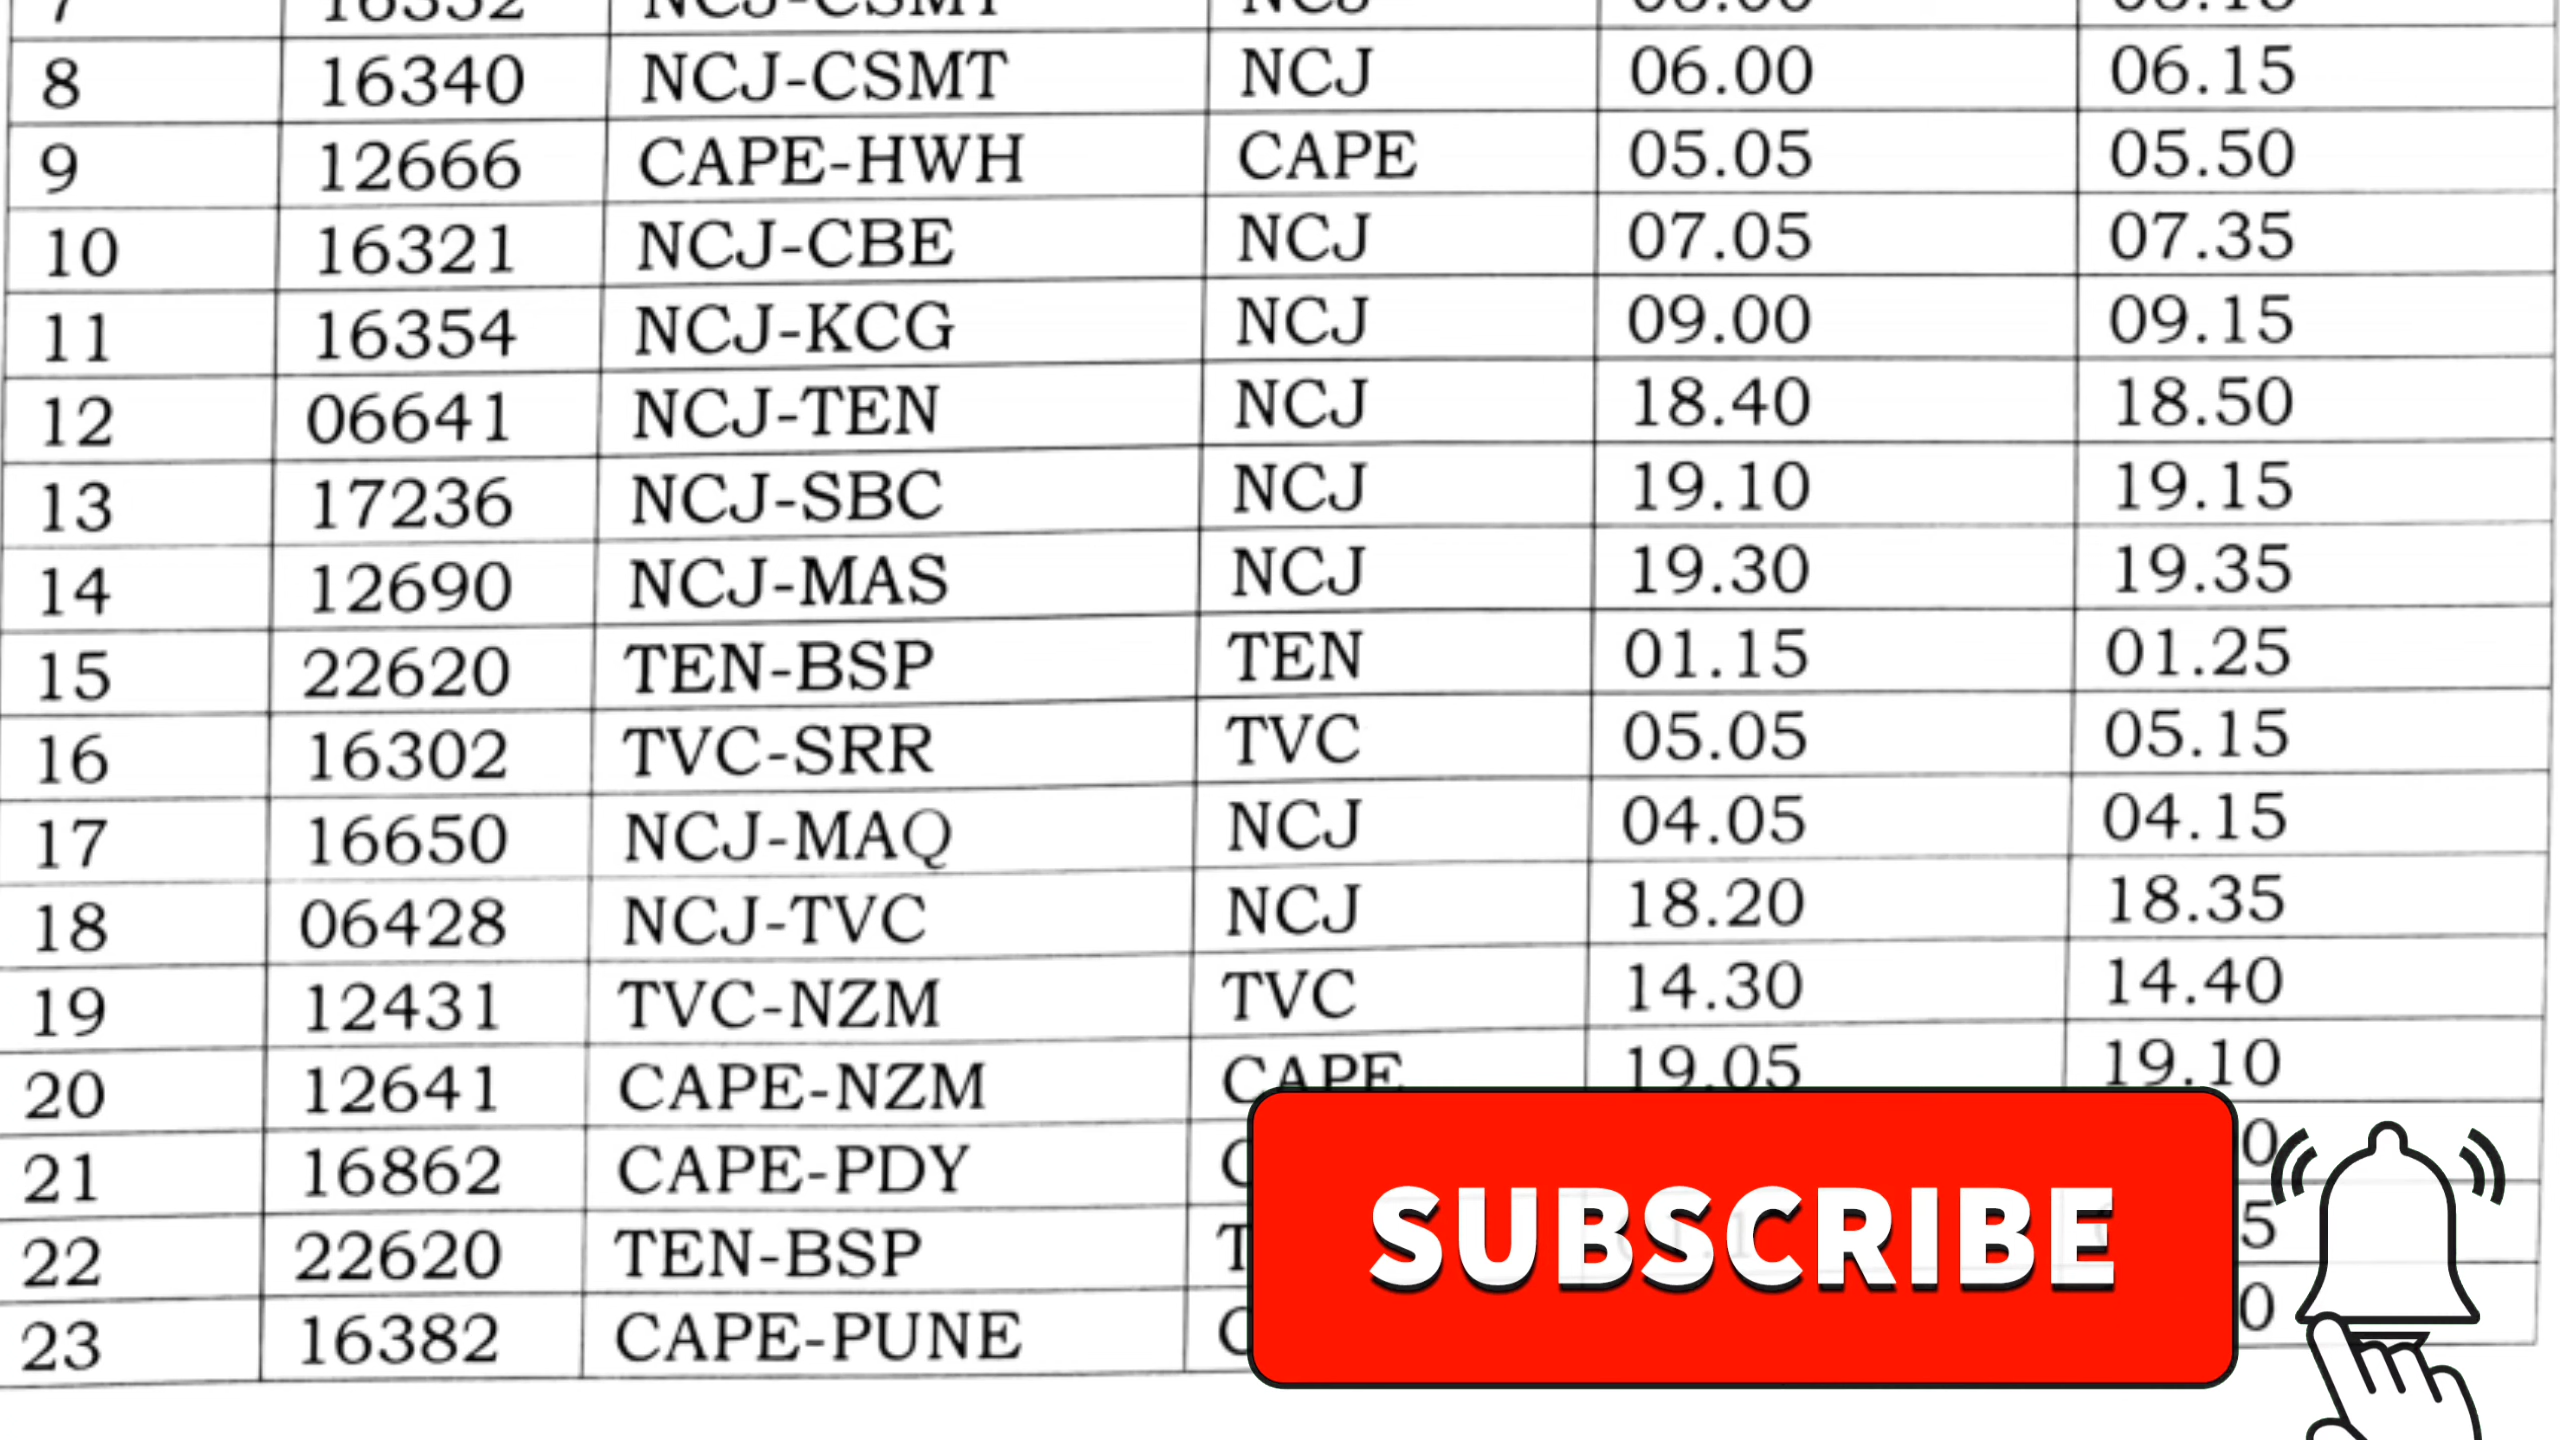 8 16340 NCJ-CSMT NCJ 06.00 06.15
9 12666 CAPE-HWH CAPE 05.05 05.50
10 16321 NCJ-CBE NCJ 07.05 07.35
11 16354 NCJ-KCG NCJ 09.00 09.15
12 06641 NCJ-TEN NCJ 18.40 18.50
13 17236 NCJ-SBC NCJ 19.10 19.15
14 12690 NCJ-MAS NCJ 19.30 19.35
15 22620 TEN-BSP TEN 01.15 01.25
16 16302 TVC-SRR TVC 05.05 05.15
17 16650 NCJ-MAQ NCJ 04.05 04.15
18 06428 NCJ-TVC NCJ 18.20 18.35
19 12431 TVC-NZM TVC 14.30 14.40
20 12641 CAPE-NZM CAPE 19.05 19.10
21 16862 CAPE-PDY
22 22620 TEN-BSP
23 16382 CAPE-PUNE
SUBSCRIBE